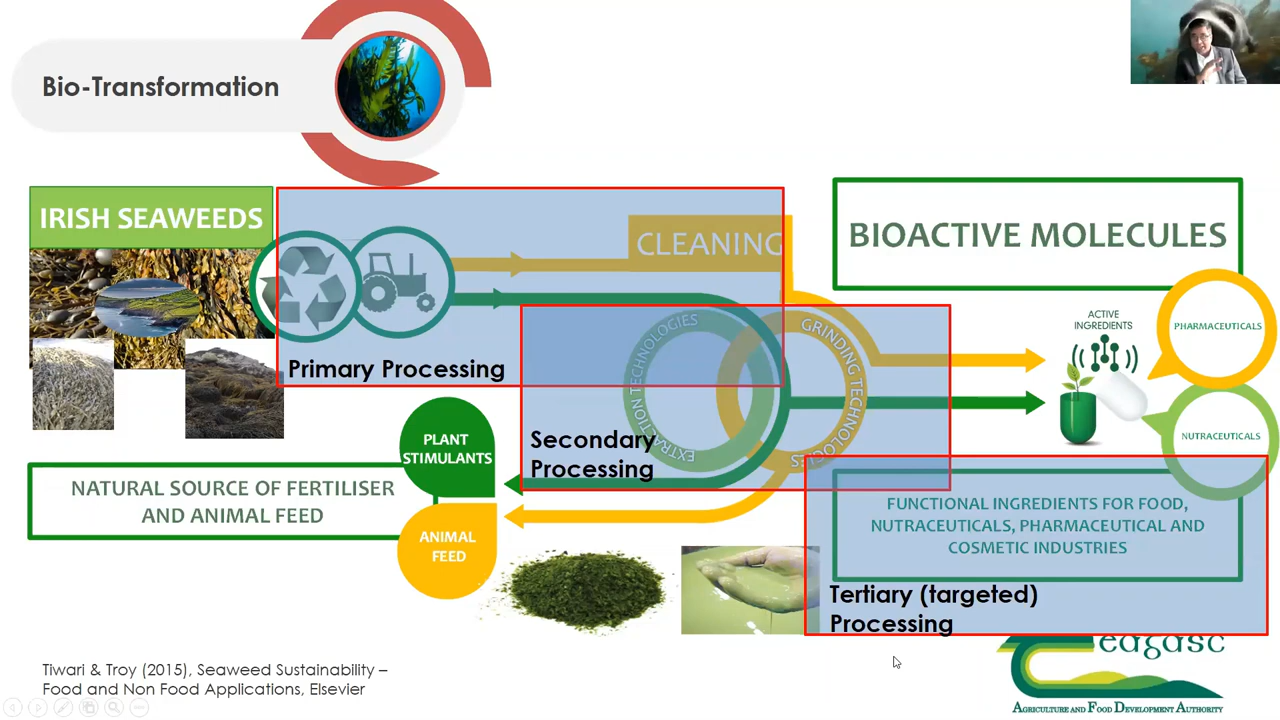 Bio-Transformation
IRISH SEAWEEDS
CLEANING
BIOACTIVE MOLECULES
ACTIVE
INGREDIENTS
PHARMACEUTICALS
NUTRACEUTICALS
Primary Processing
EXTRACTION TECHNOLOGIES
GRINDING TECHNOLOGIES
Secondary
Processing
PLANT
STIMULANTS
NATURAL SOURCE OF FERTILISER
AND ANIMAL FEED
ANIMAL
FEED
FUNCTIONAL INGREDIENTS FOR FOOD,
NUTRACEUTICALS, PHARMACEUTICAL AND
COSMETIC INDUSTRIES
Tertiary (targeted)
Processing
Tiwari & Troy (2015), Seaweed Sustainability –
Food and Non Food Applications, Elsevier
eagasc
AGRICULTURE AND FOOD DEVELOPMENT AUTHORITY